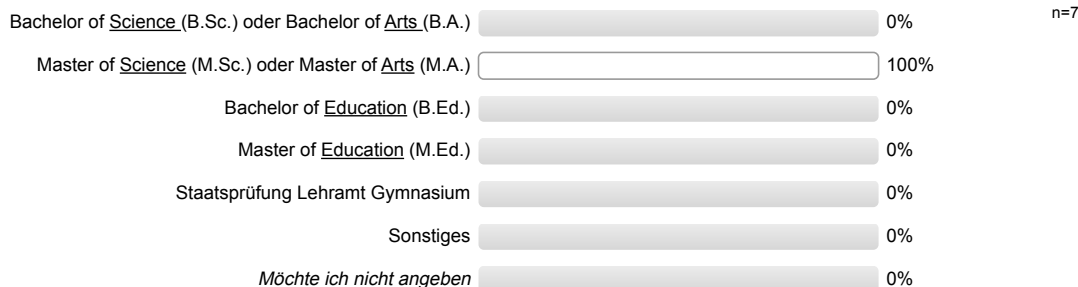 Bachelor of Science (B.Sc.) oder Bachelor of Arts (B.A.) 0% n=7
Master of Science (M.Sc.) oder Master of Arts (M.A.) 100%
Bachelor of Education (B.Ed.) 0%
Master of Education (M.Ed.) 0%
Staatsprüfung Lehramt Gymnasium 0%
Sonstiges 0%
Möchte ich nicht angeben 0%